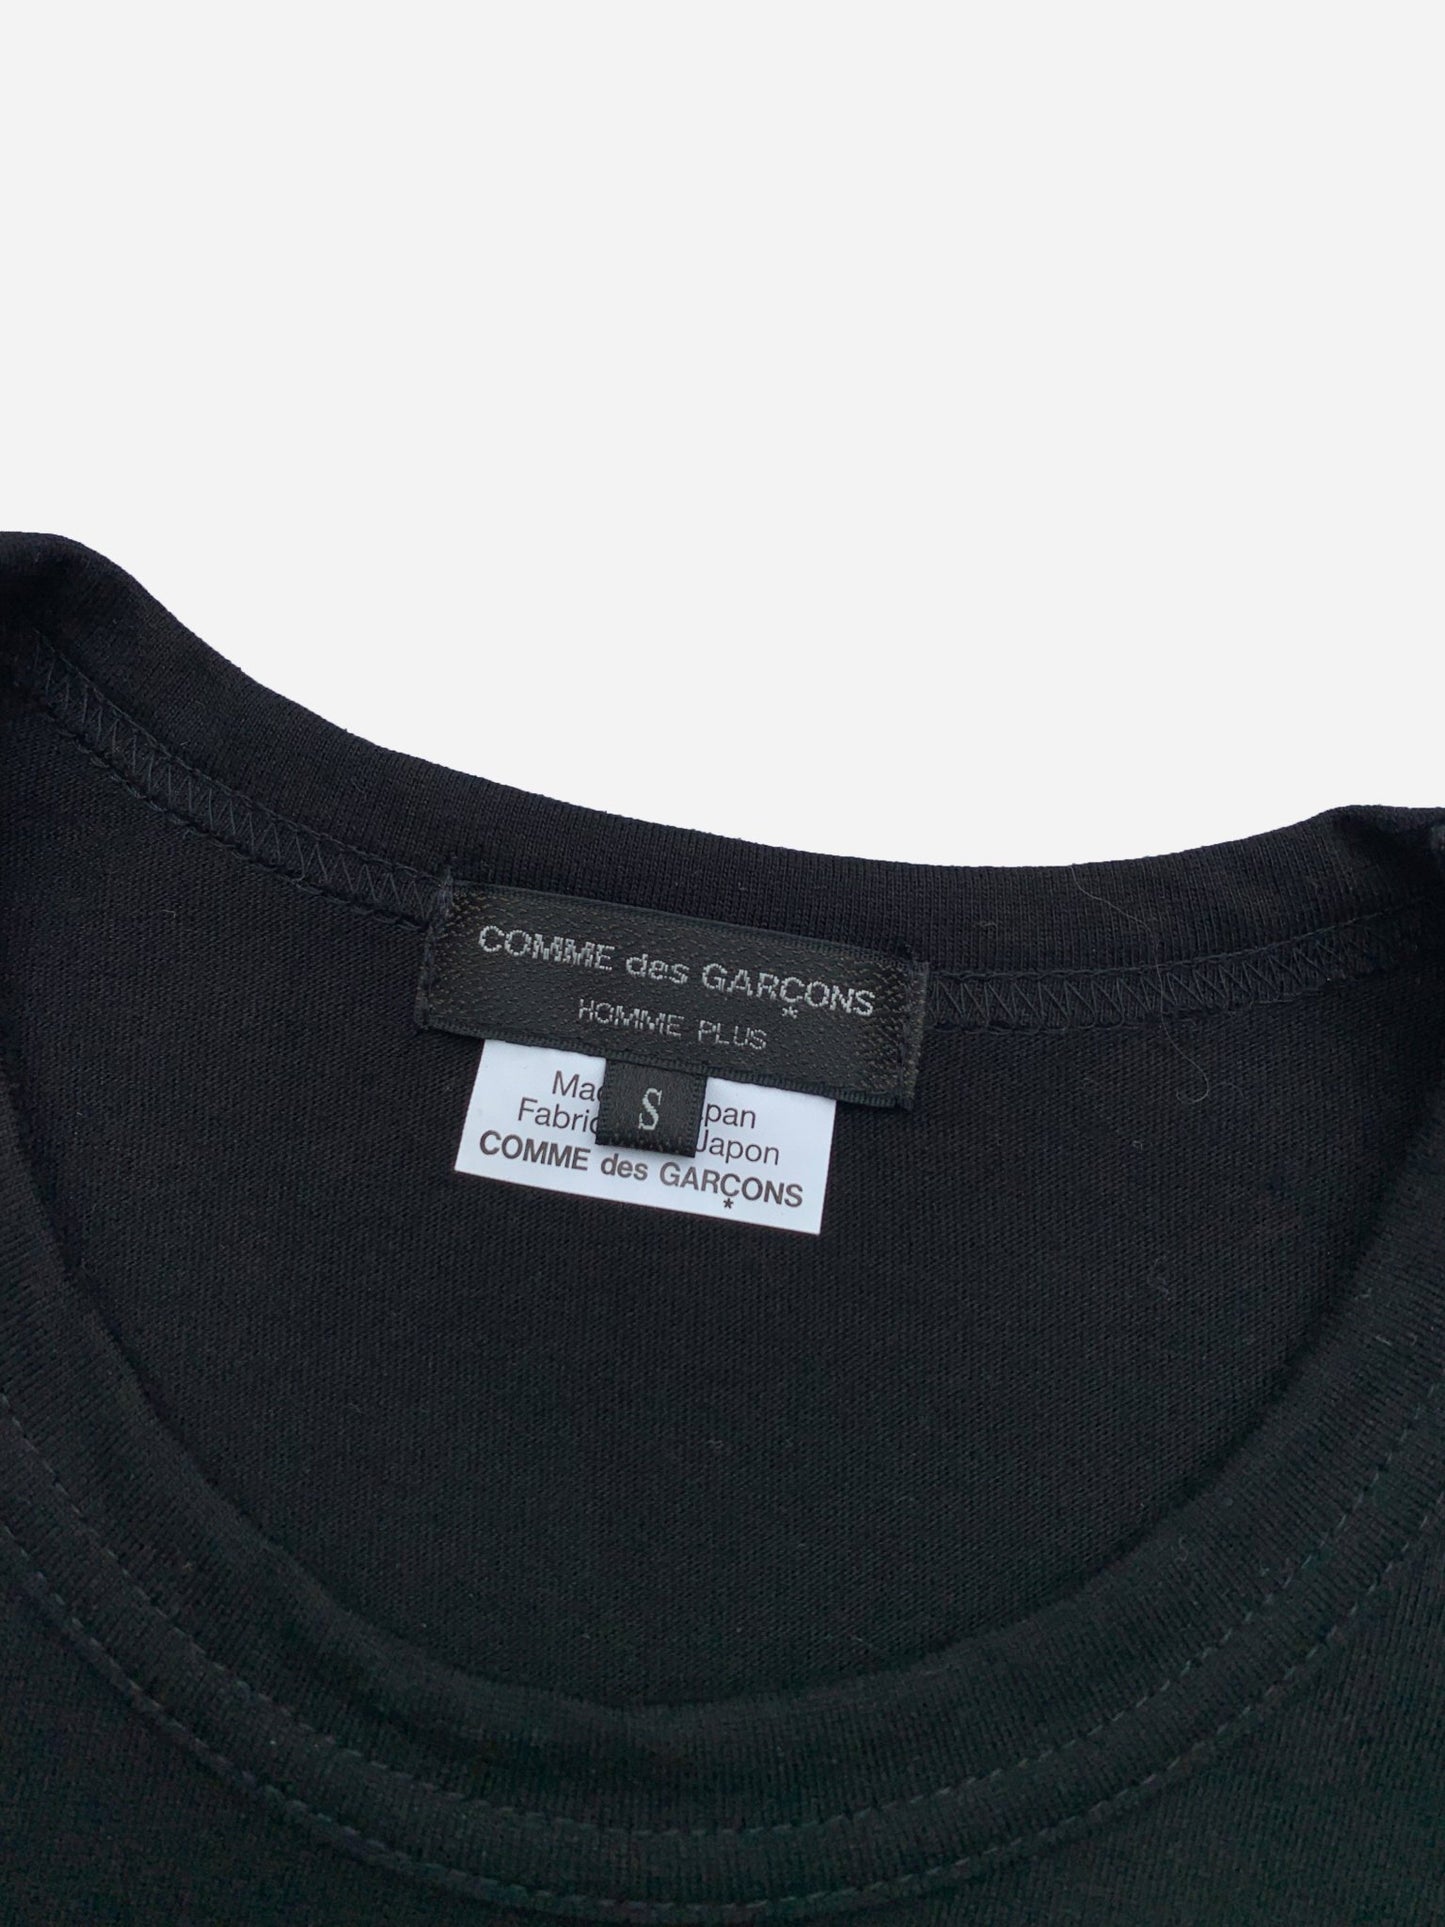 COMME des GARÇONS
HOMME PLUS
S
COMME des GARÇONS
*